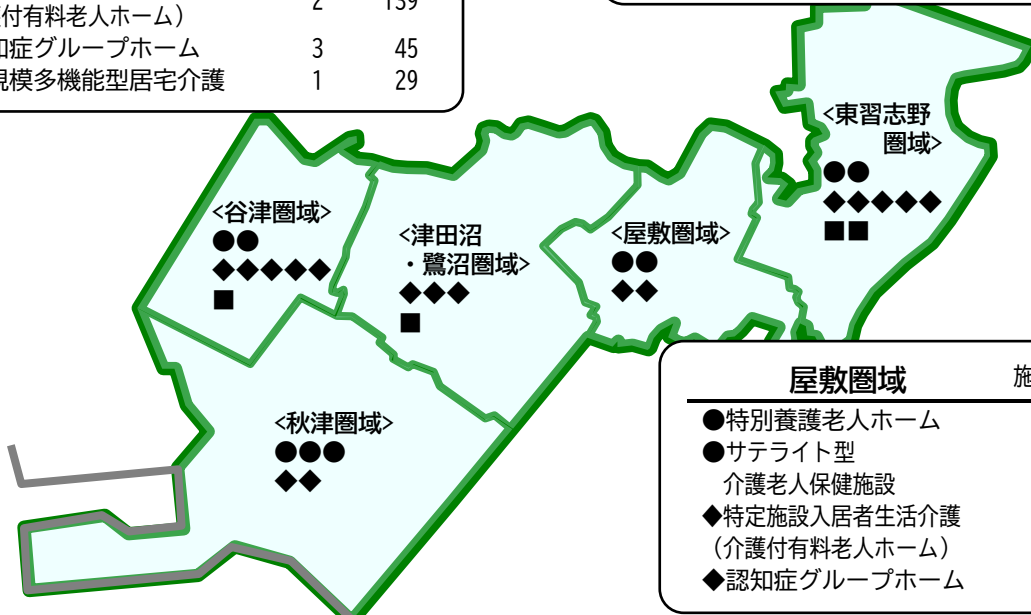 付有料老人ホーム） 2 139
知症グループホーム 3 45
規模多機能型居宅介護 1 29
<東習志野
圏域>
●●
◆◆◆◆◆
■■
<谷津圏域>
●●
◆◆◆◆◆
■
<津田沼
・鷺沼圏域>
◆◆◆
■
<屋敷圏域>
●●
◆◆
<秋津圏域>
●●●
◆◆
屋敷圏域 施
●特別養護老人ホーム
●サテライト型
介護老人保健施設
◆特定施設入居者生活介護
（介護付有料老人ホーム）
◆認知症グループホーム